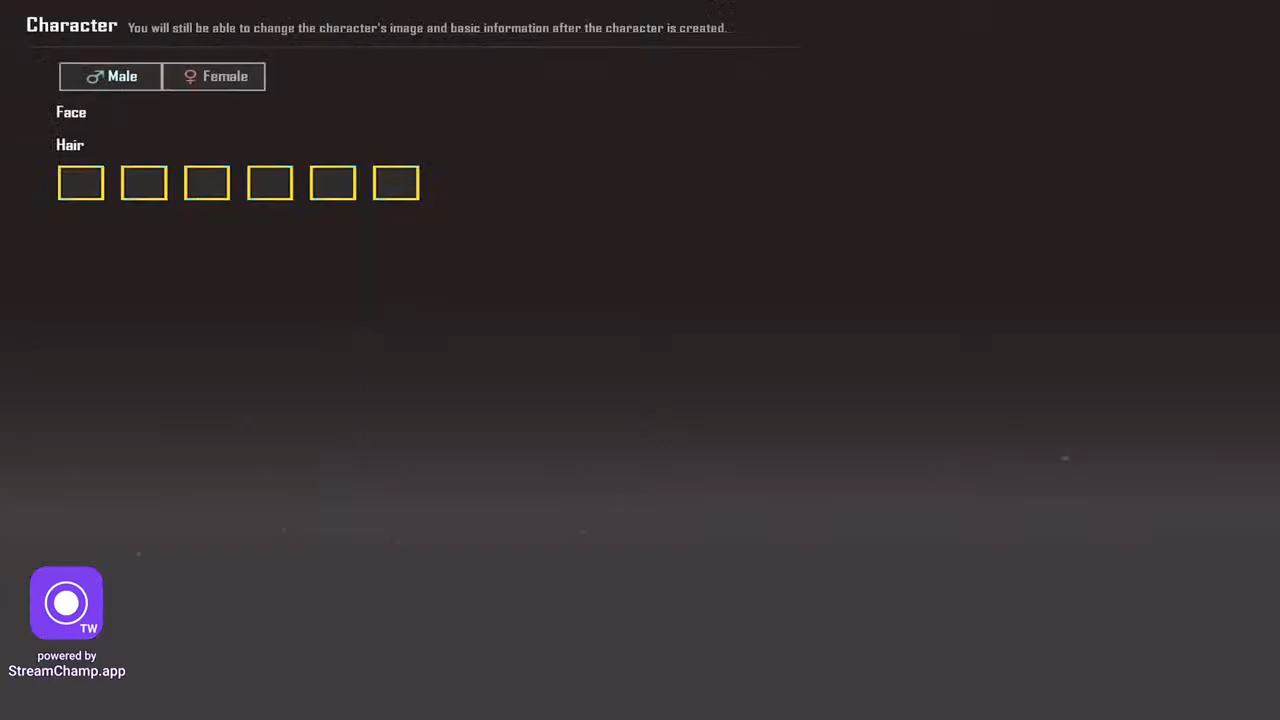 Character You will still be able to change the character's image and basic information after the character is created.
Male Female
Face
Hair
TW
powered by
StreamChamp.app